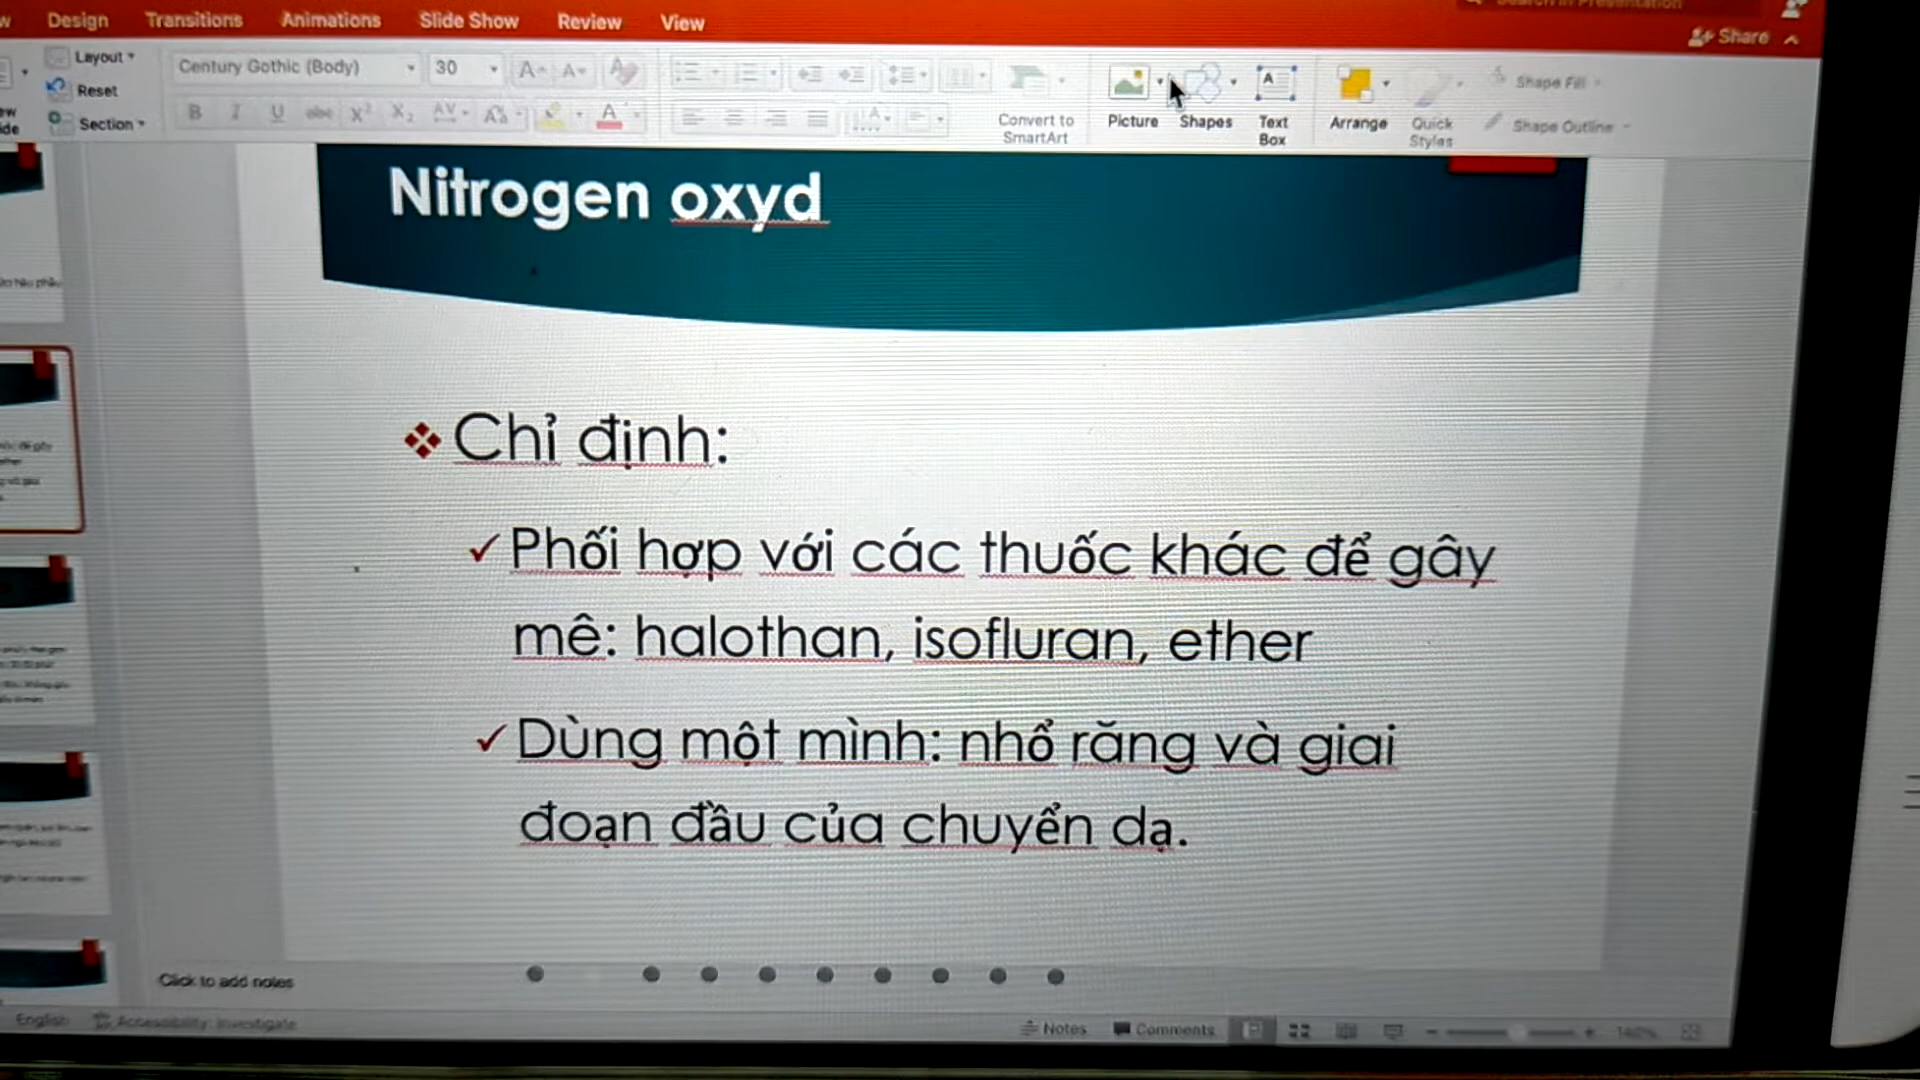 Design Transitions Animations Slide Show Review View
Share
Layout
Reset
Section
Century Gothic (Body) 30
Convert to SmartArt
Picture
Shapes
Text Box
Arrange
Quick Styles
Shape Fill
Shape Outline
Nitrogen oxyd
Chỉ định:
Phối hợp với các thuốc khác để gây
mê: halothan, isofluran, ether
Dùng một mình: nhổ răng và giai
đoạn đầu của chuyển dạ.
Click to add notes
English Accessibility: Investigate
Notes Comments